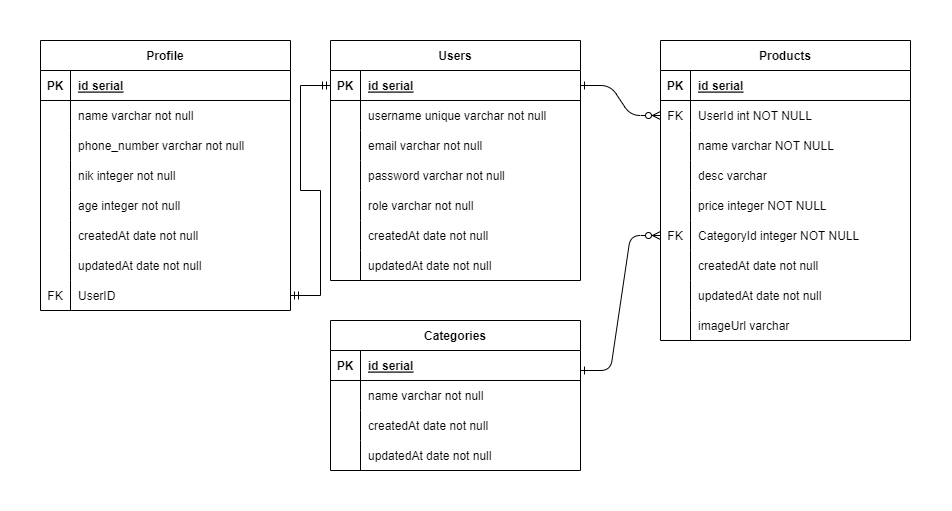 Profile
PK id serial
name varchar not null
phone_number varchar not null
nik integer not null
age integer not null
createdAt date not null
updatedAt date not null
FK UserID
Users
PK id serial
username unique varchar not null
email varchar not null
password varchar not null
role varchar not null
createdAt date not null
updatedAt date not null
Products
PK id serial
FK UserId int NOT NULL
name varchar NOT NULL
desc varchar
price integer NOT NULL
FK CategoryId integer NOT NULL
createdAt date not null
updatedAt date not null
imageUrl varchar
Categories
PK id serial
name varchar not null
createdAt date not null
updatedAt date not null